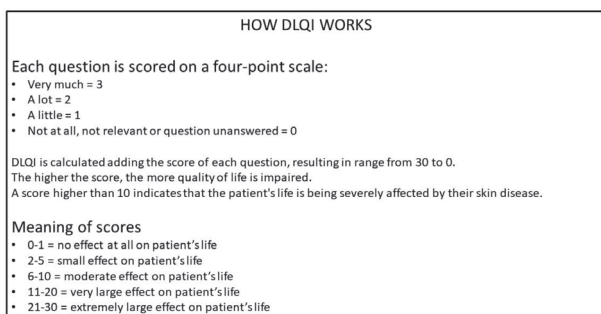 HOW DLQI WORKS
Each question is scored on a four-point scale:
• Very much = 3
• A lot = 2
• A little = 1
• Not at all, not relevant or question unanswered = 0
DLQI is calculated adding the score of each question, resulting in range from 30 to 0.
The higher the score, the more quality of life is impaired.
A score higher than 10 indicates that the patient's life is being severely affected by their skin disease.
Meaning of scores
• 0-1 = no effect at all on patient's life
• 2-5 = small effect on patient's life
• 6-10 = moderate effect on patient's life
• 11-20 = very large effect on patient's life
• 21-30 = extremely large effect on patient's life